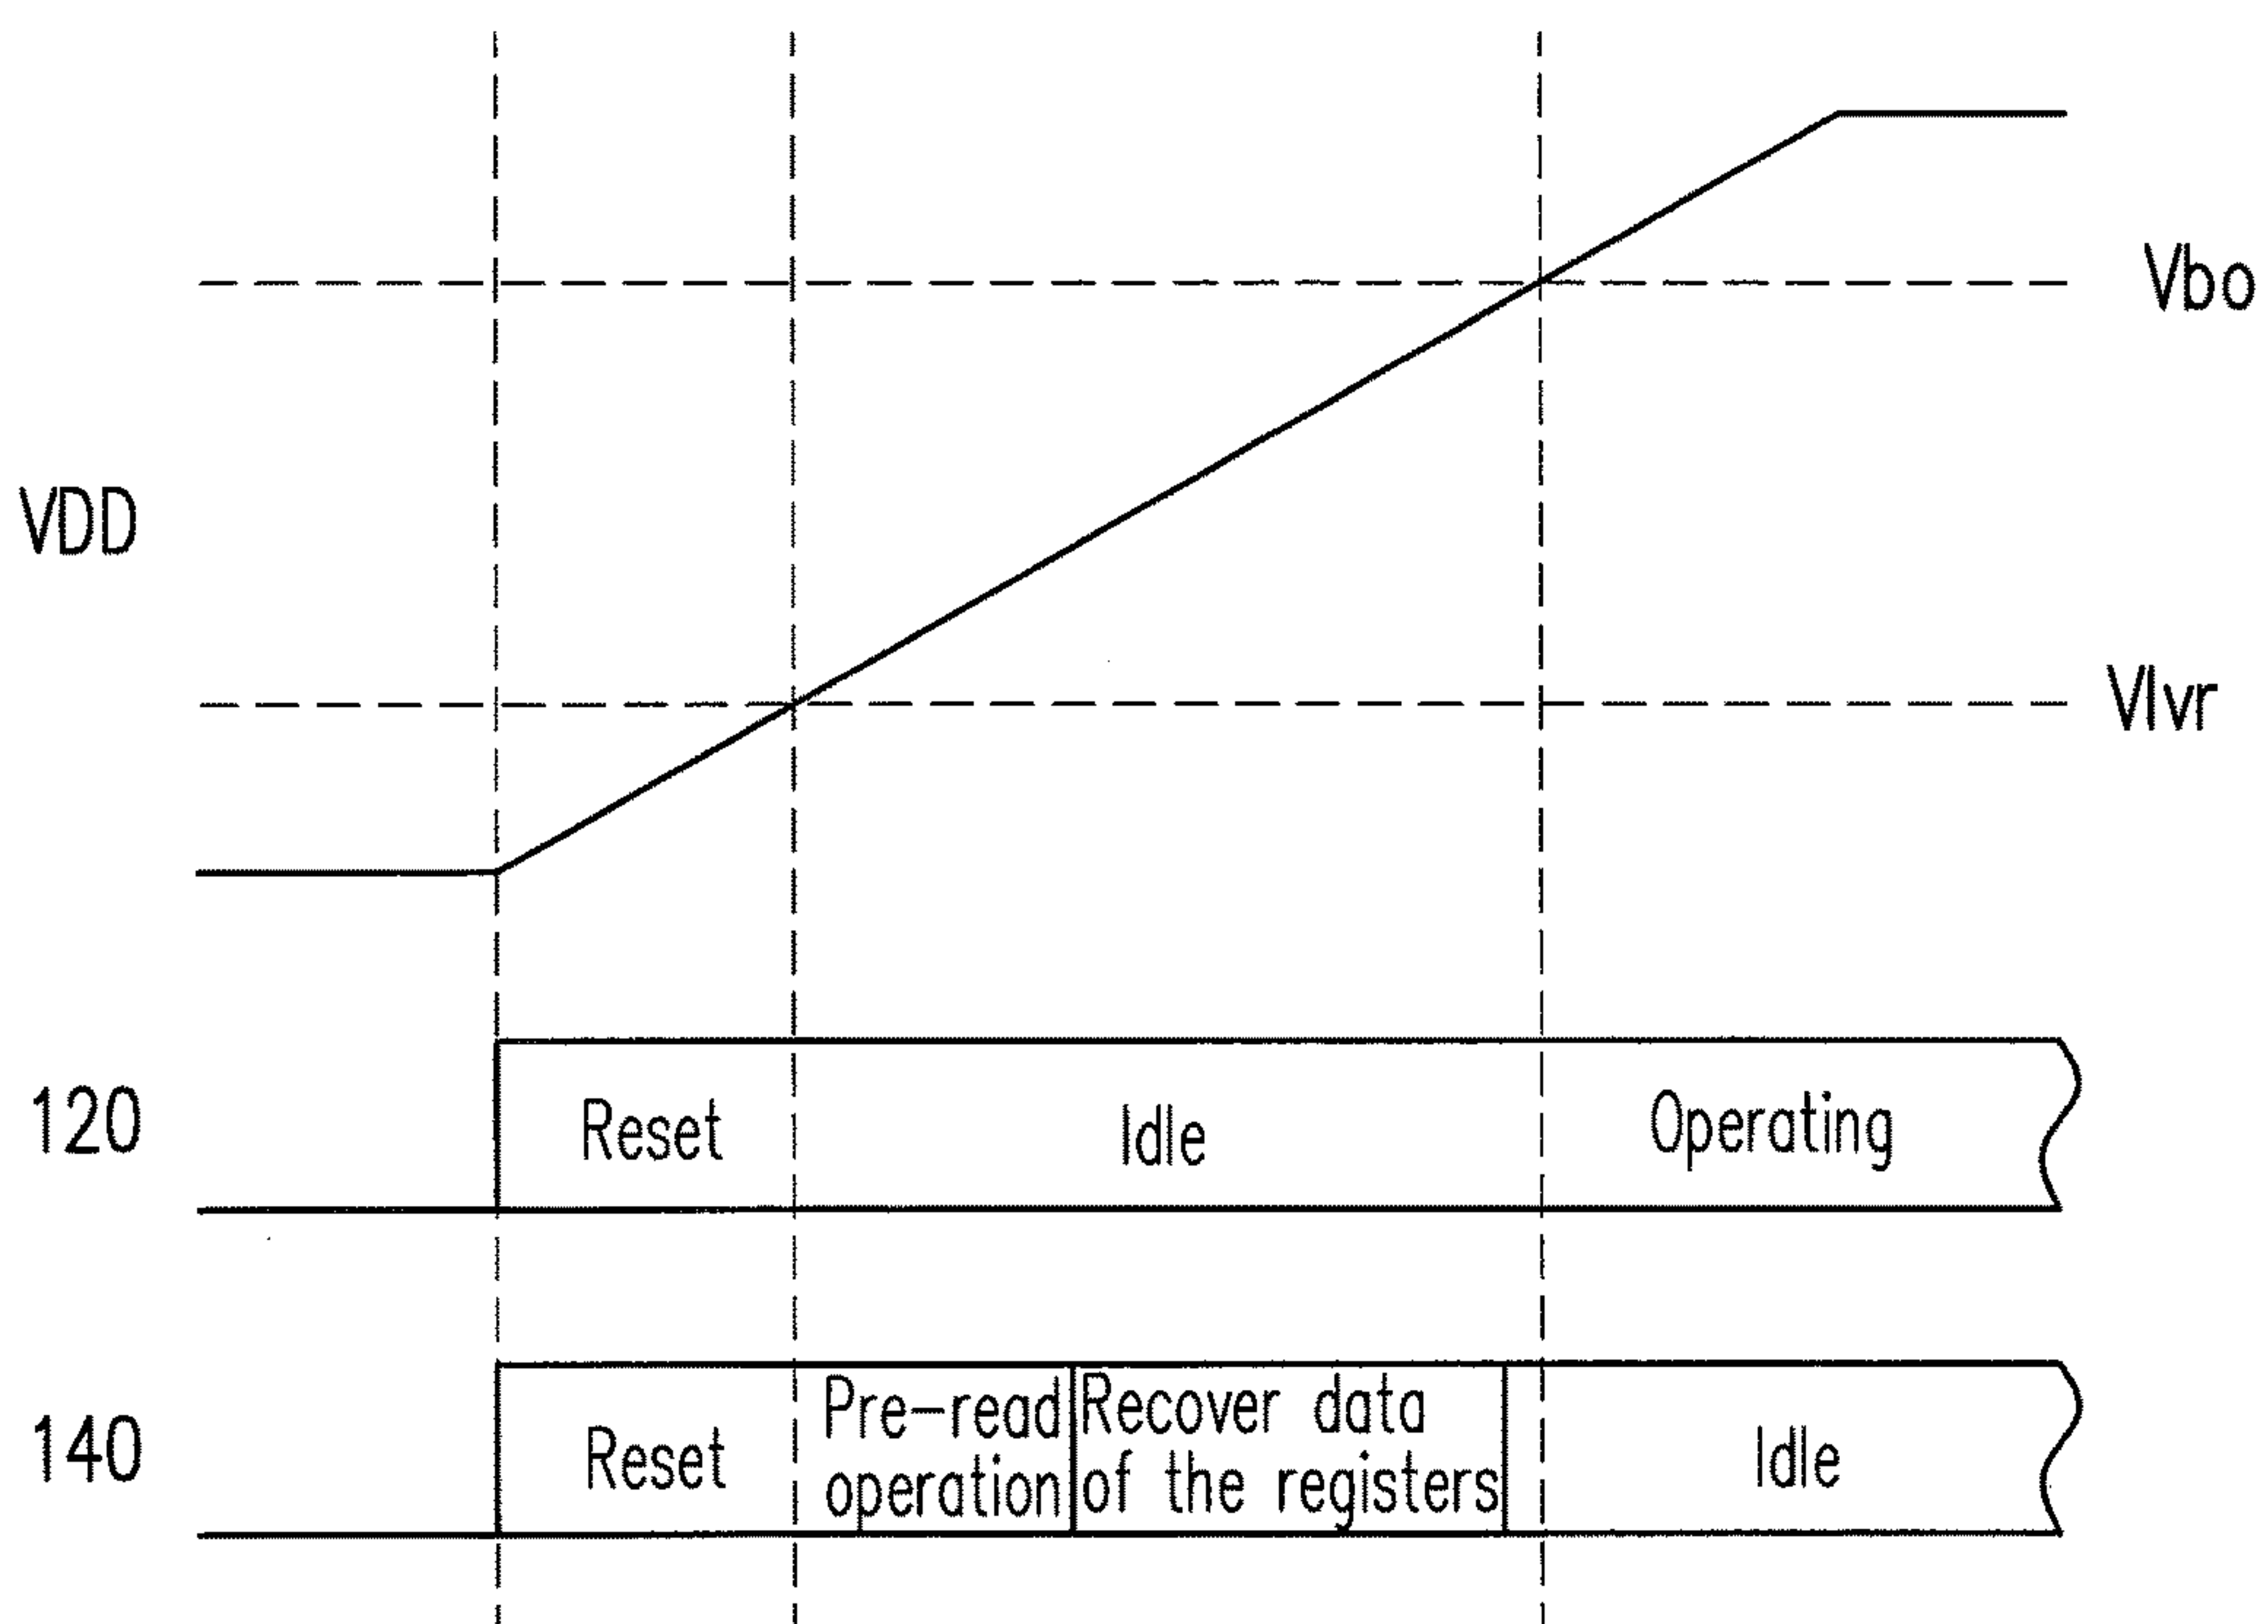 Vbo
VDD
Vlvr
120
Reset
Idle
Operating
140
Reset
Pre-read
operation
Recover data
of the registers
Idle